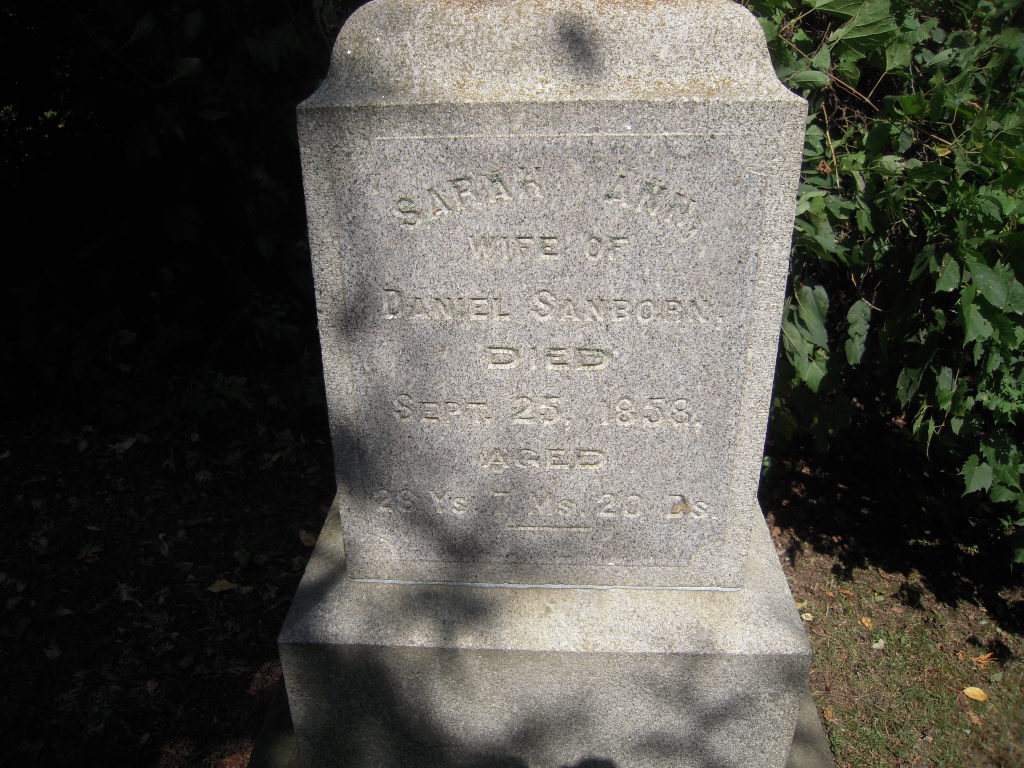 SARAH ANN,
WIFE OF
DANIEL SANBORN,
DIED
SEPT. 25, 1858,
AGED
28 Ys 7 Ms. 20 Ds.